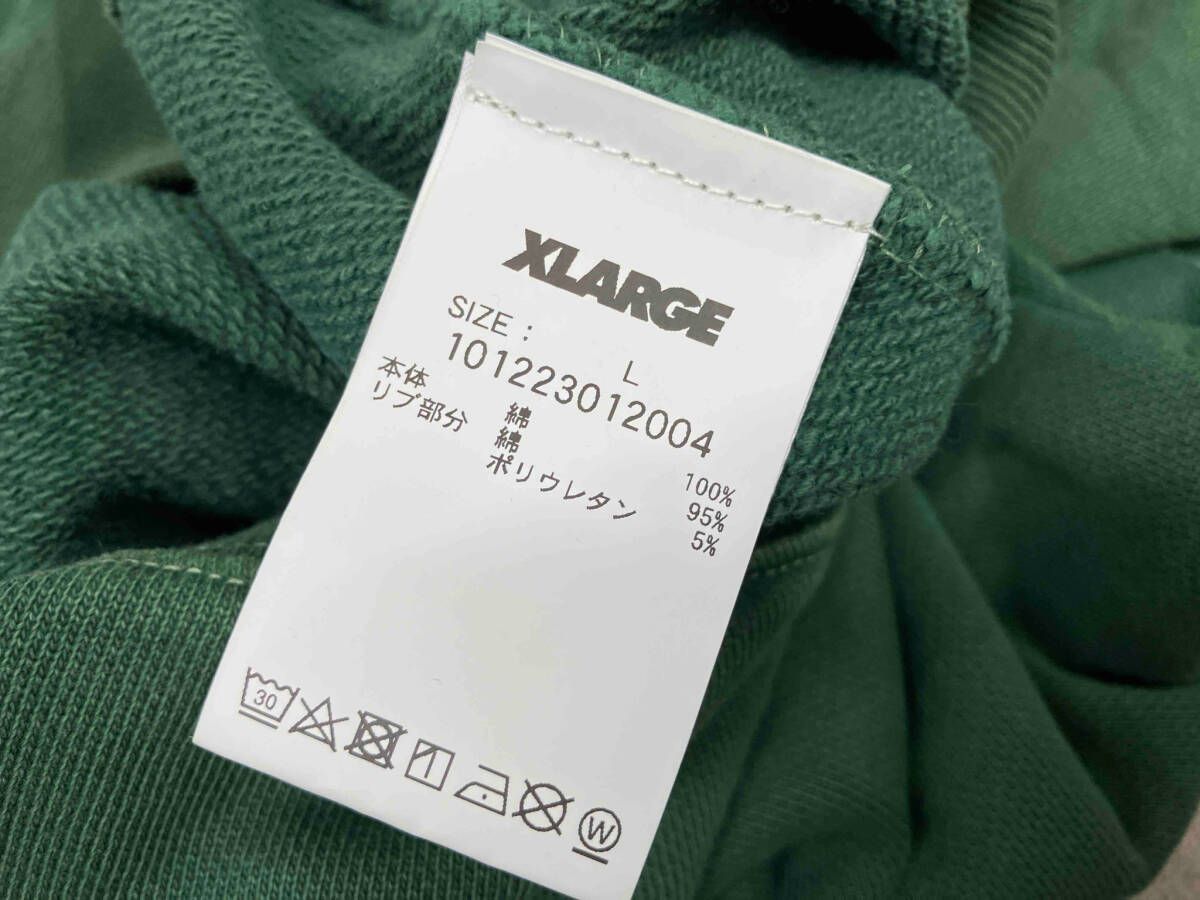 XLARGE
SIZE : L
101223012004
本体 綿 100%
リブ部分 綿 95%
ポリウレタン 5%
30
W